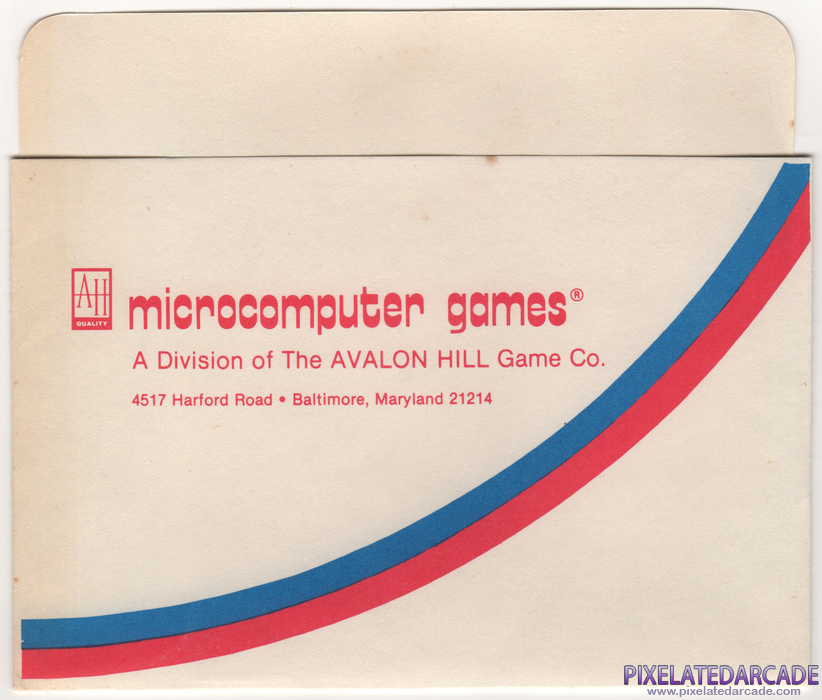 AH
QUALITY
microcomputer games®
A Division of The AVALON HILL Game Co.
4517 Harford Road • Baltimore, Maryland 21214
PIXELATEDARCADE
www.pixelatedarcade.com